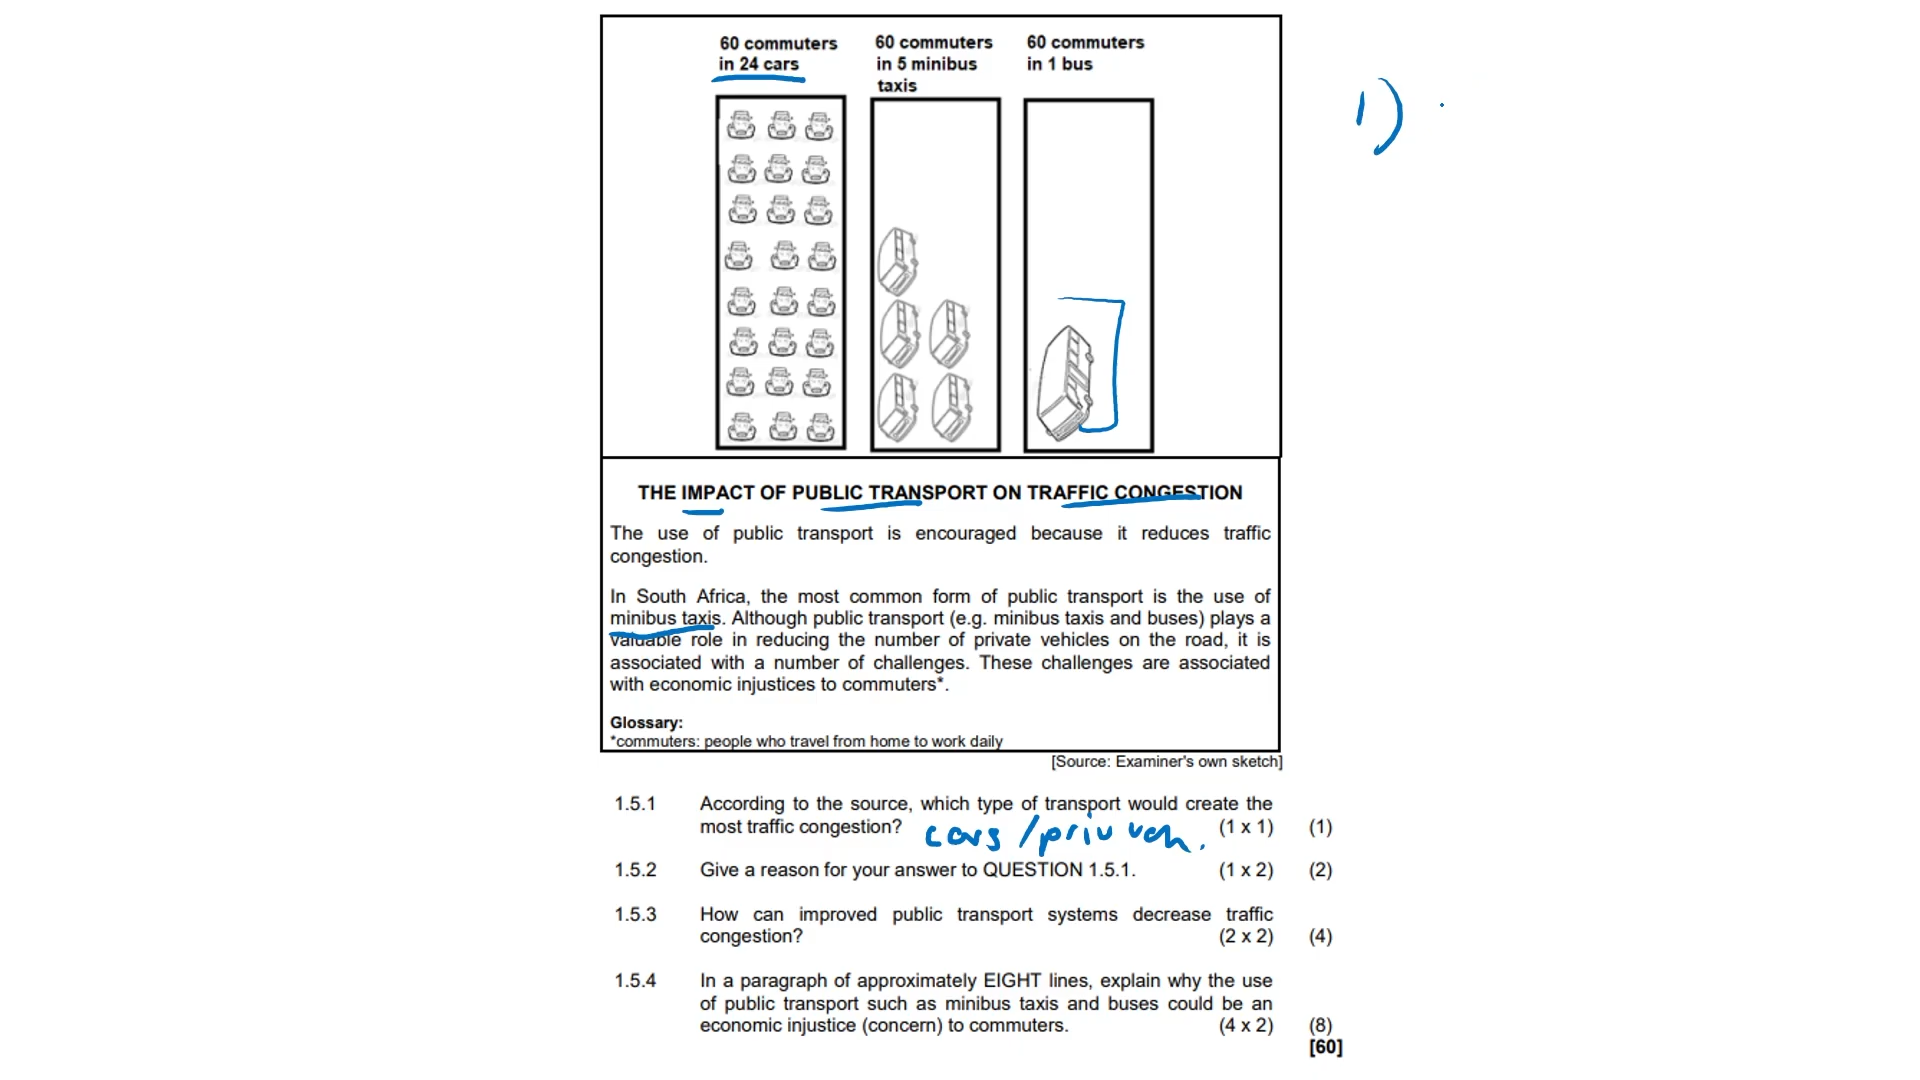 60 commuters
in 24 cars
60 commuters
in 5 minibus
taxis
60 commuters
in 1 bus
1)
THE IMPACT OF PUBLIC TRANSPORT ON TRAFFIC CONGESTION
The use of public transport is encouraged because it reduces traffic
congestion.
In South Africa, the most common form of public transport is the use of
minibus taxis. Although public transport (e.g. minibus taxis and buses) plays a
valuable role in reducing the number of private vehicles on the road, it is
associated with a number of challenges. These challenges are associated
with economic injustices to commuters*.
Glossary:
*commuters: people who travel from home to work daily
[Source: Examiner's own sketch]
1.5.1 According to the source, which type of transport would create the
most traffic congestion? cars / priv veh. (1 x 1) (1)
1.5.2 Give a reason for your answer to QUESTION 1.5.1. (1 x 2) (2)
1.5.3 How can improved public transport systems decrease traffic
congestion? (2 x 2) (4)
1.5.4 In a paragraph of approximately EIGHT lines, explain why the use
of public transport such as minibus taxis and buses could be an
economic injustice (concern) to commuters. (4 x 2) (8)
[60]